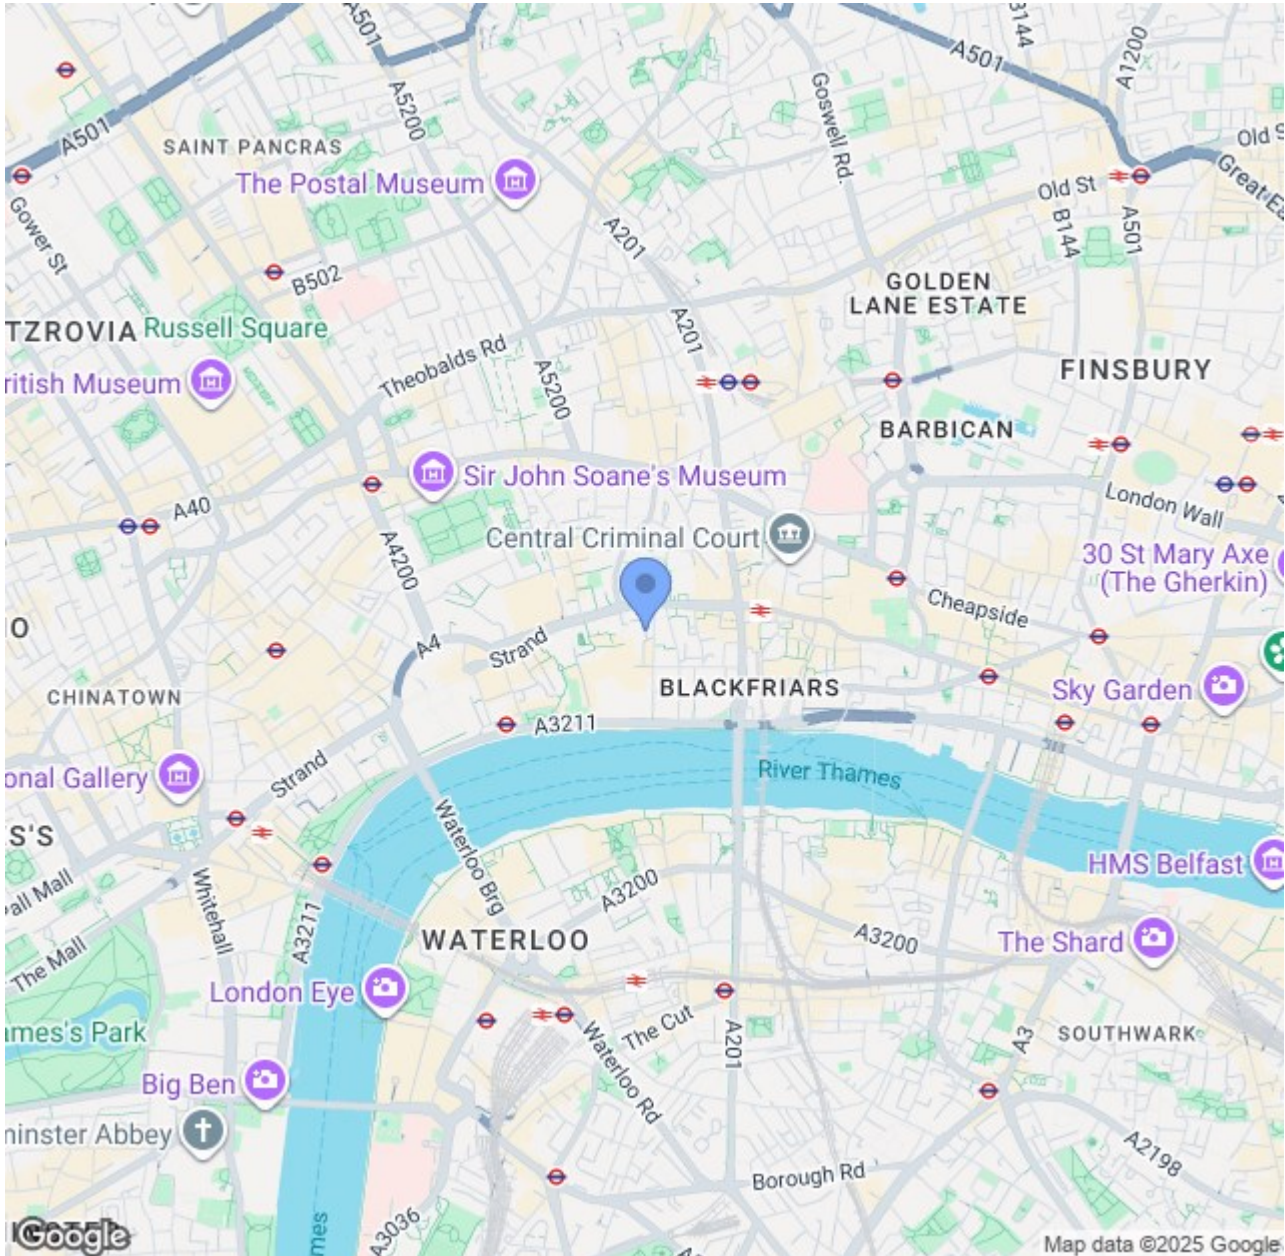 A501
A501
B144
A1200
A501
Old S
A5200
Goswell Rd.
SAINT PANCRAS
The Postal Museum
Old St
Great Ea
Gower St
A201
B144
A501
B502
GOLDEN
LANE ESTATE
TZROVIA
Russell Square
A201
Theobalds Rd
FINSBURY
ritish Museum
A5200
BARBICAN
Sir John Soane's Museum
A40
London Wall
Central Criminal Court
A4200
30 St Mary Axe
(The Gherkin)
Cheapside
O
A4
Strand
CHINATOWN
BLACKFRIARS
Sky Garden
A3211
onal Gallery
Strand
River Thames
S'S
Waterloo Brg
HMS Belfast
all Mall
Whitehall
A3200
A3211
WATERLOO
A3200
The Shard
The Mall
London Eye
ames's Park
The Cut
A201
A3
SOUTHWARK
Waterloo Rd
Big Ben
minster Abbey
A2198
Borough Rd
mes
A3036
Google
Map data ©2025 Google